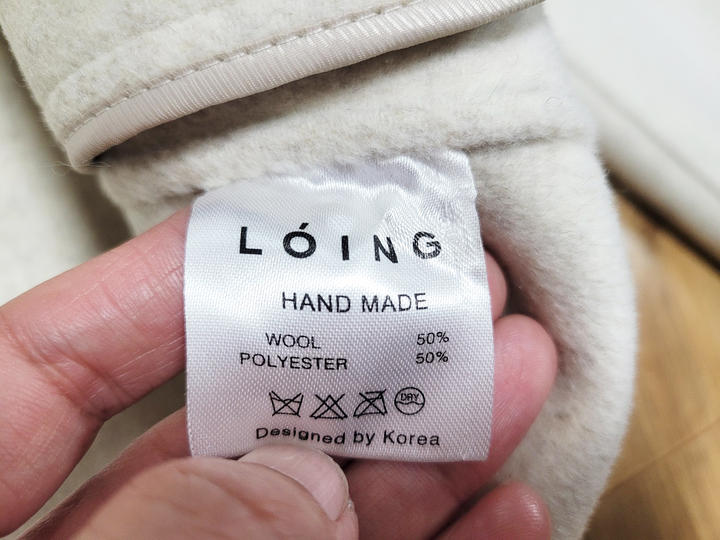 LÓING
HAND MADE
WOOL 50%
POLYESTER 50%
DRY
Designed by Korea